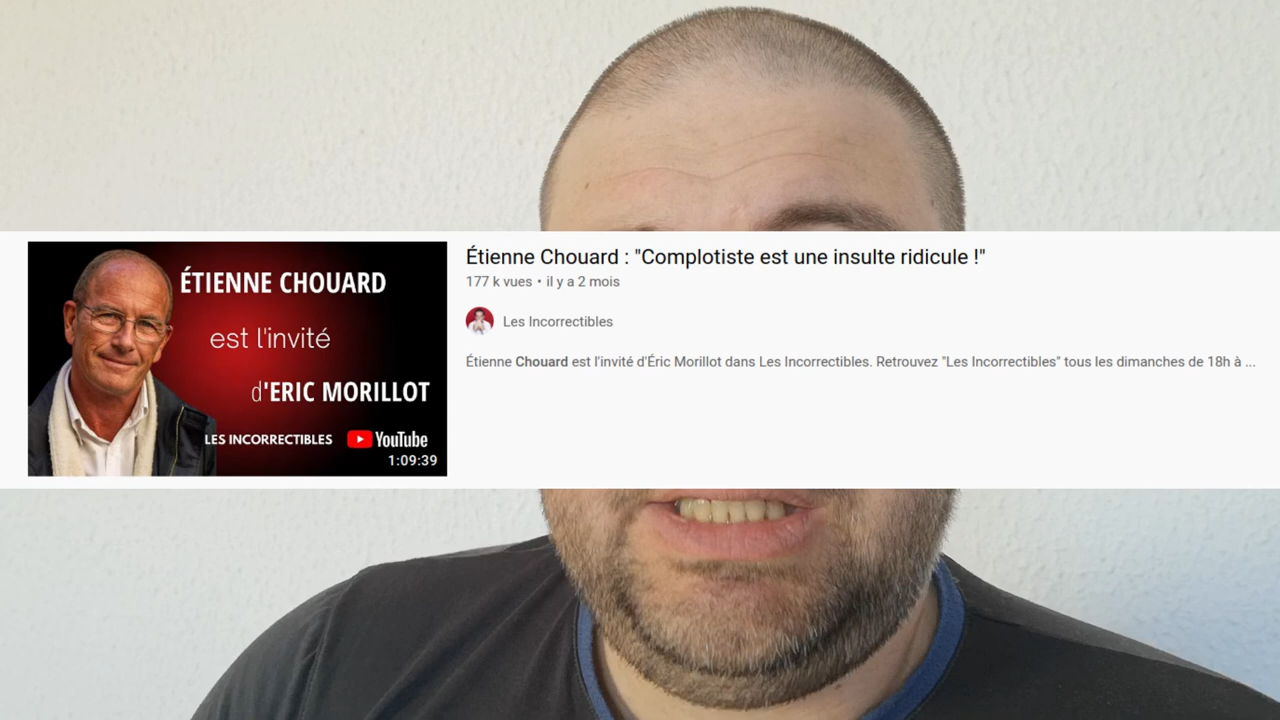 ÉTIENNE CHOUARD
est l'invité
d'ERIC MORILLOT
LES INCORRECTIBLES YouTube
1:09:39
Étienne Chouard : "Complotiste est une insulte ridicule !"
177 k vues • il y a 2 mois
Les Incorrectibles
Étienne Chouard est l'invité d'Éric Morillot dans Les Incorrectibles. Retrouvez "Les Incorrectibles" tous les dimanches de 18h à ...